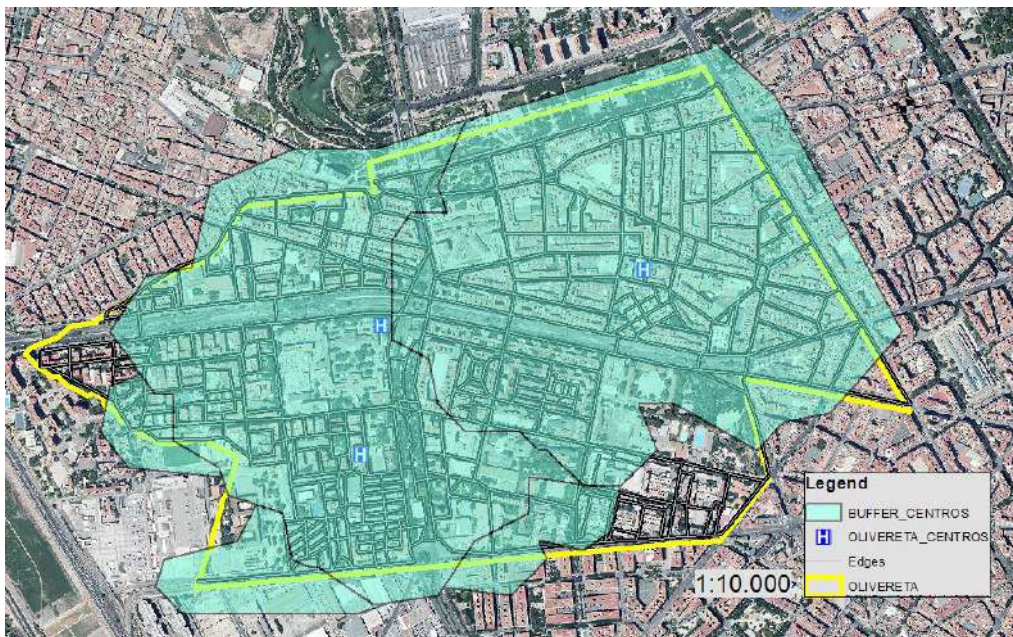 H
H
H
Legend
BUFFER_CENTROS
H OLIVERETA_CENTROS
Edges
1:10.000
OLIVERETA